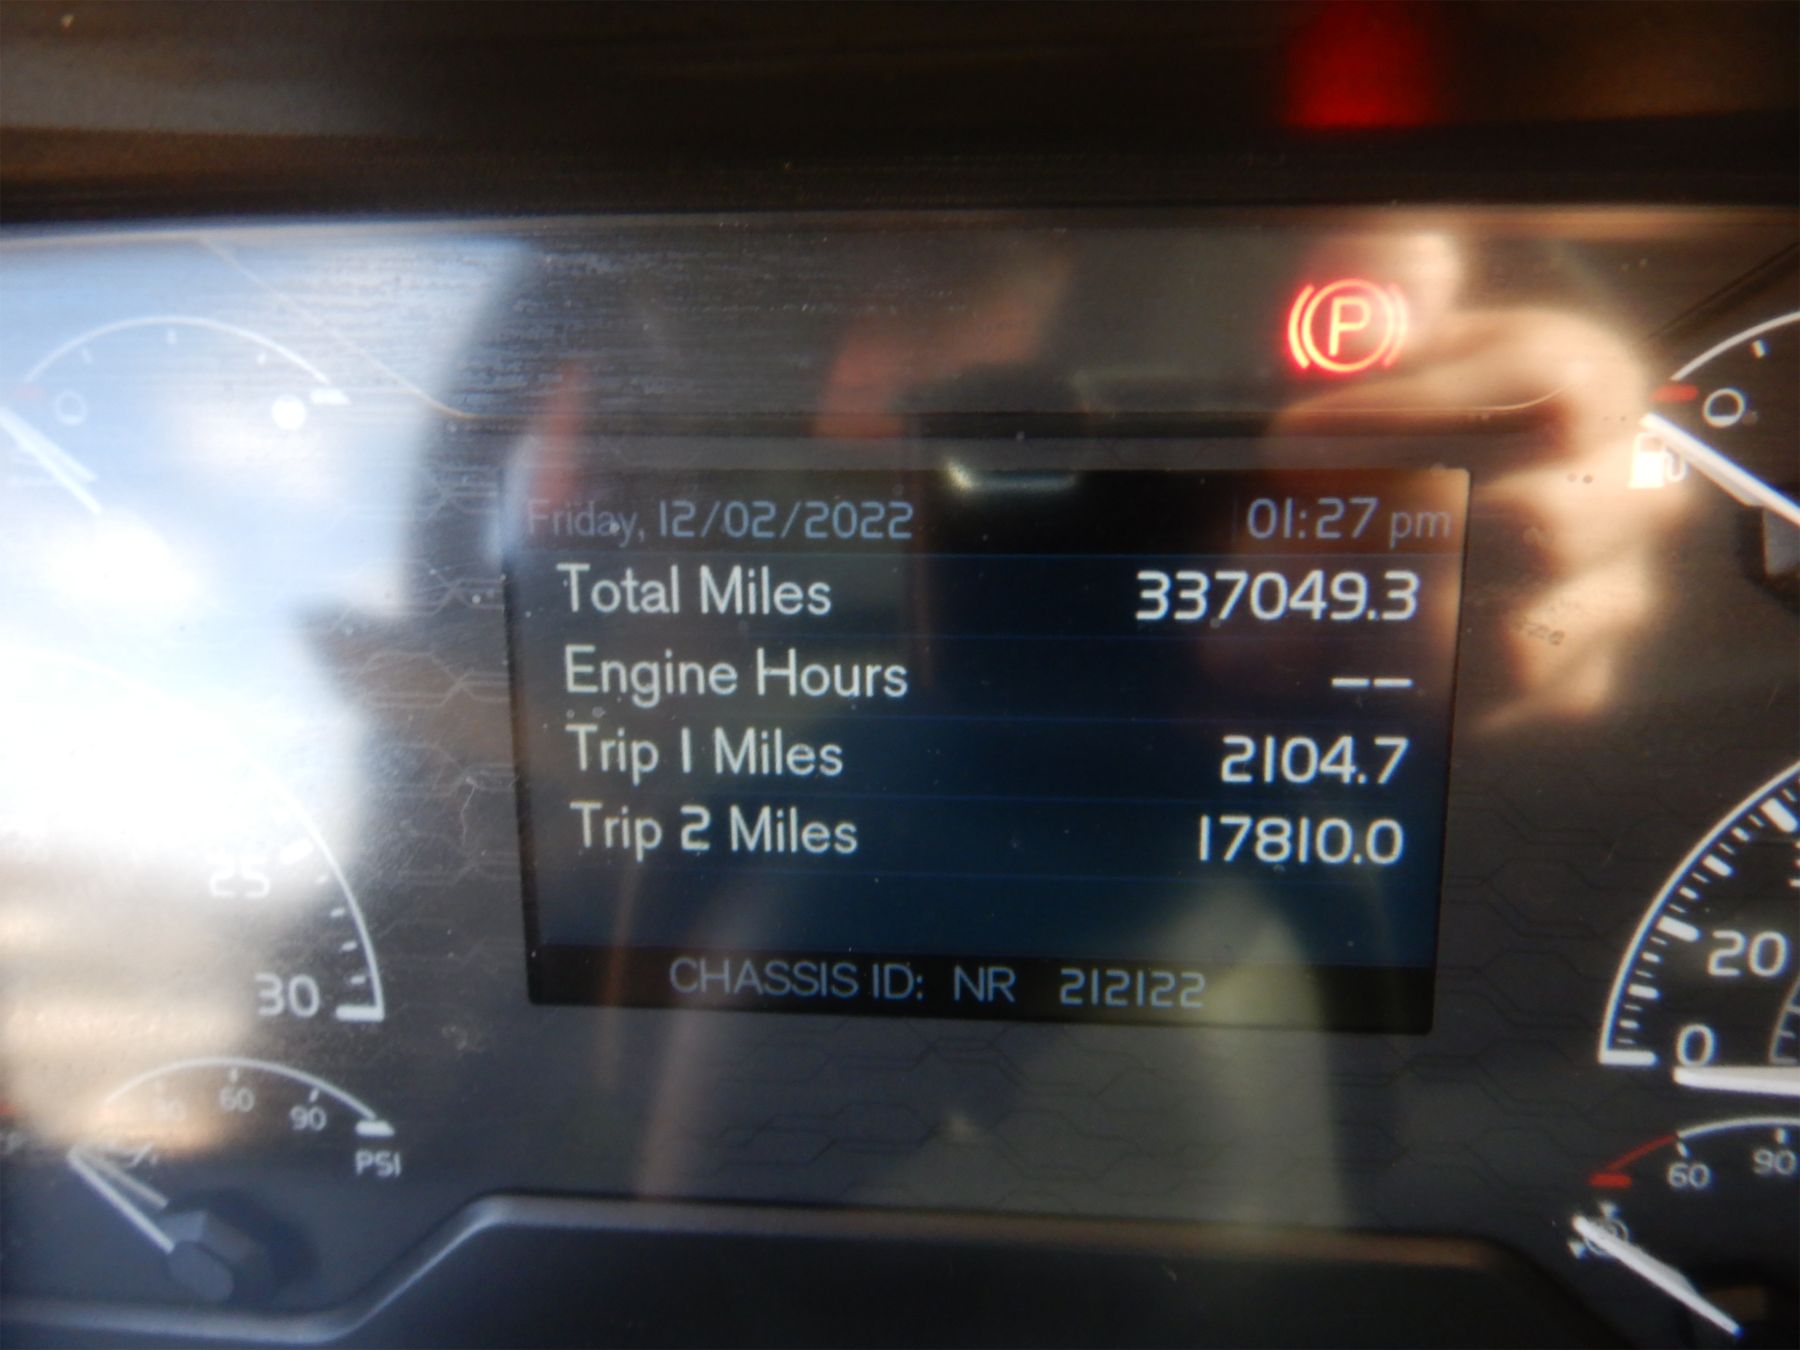 P
Friday, 12/02/2022 01:27 pm
Total Miles 337049.3
Engine Hours --
Trip 1 Miles 2104.7
Trip 2 Miles 17810.0
CHASSIS ID: NR 212122
25
30
60 90
PSI
20
0
60 90